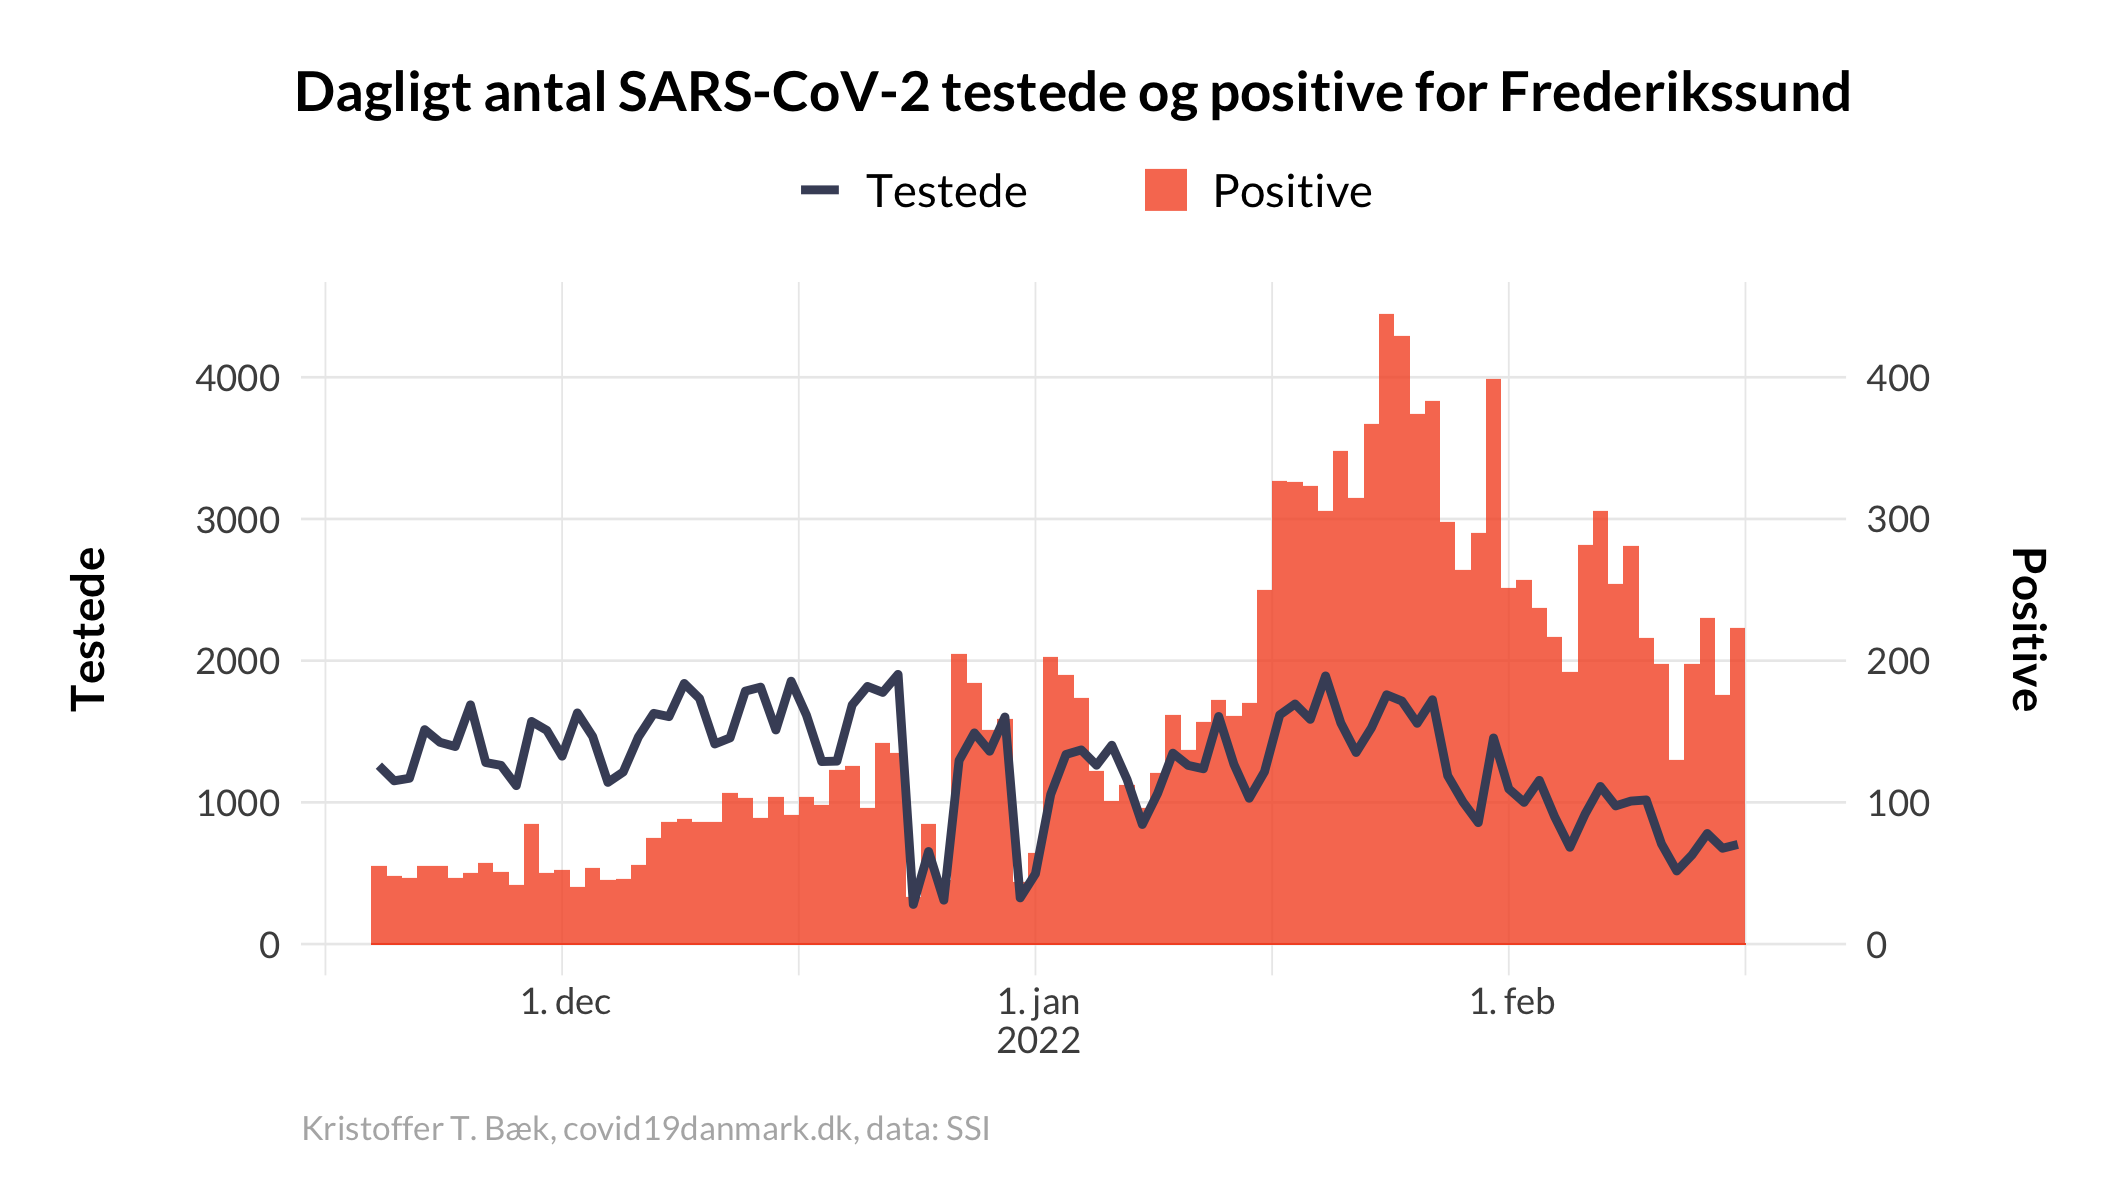 Dagligt antal SARS-CoV-2 testede og positive for Frederikssund
Testede
Positive
Testede
4000
3000
2000
1000
0
400
300
200
100
0
Positive
1. dec
1. jan
2022
1. feb
Kristoffer T. Bæk, covid19danmark.dk, data: SSI